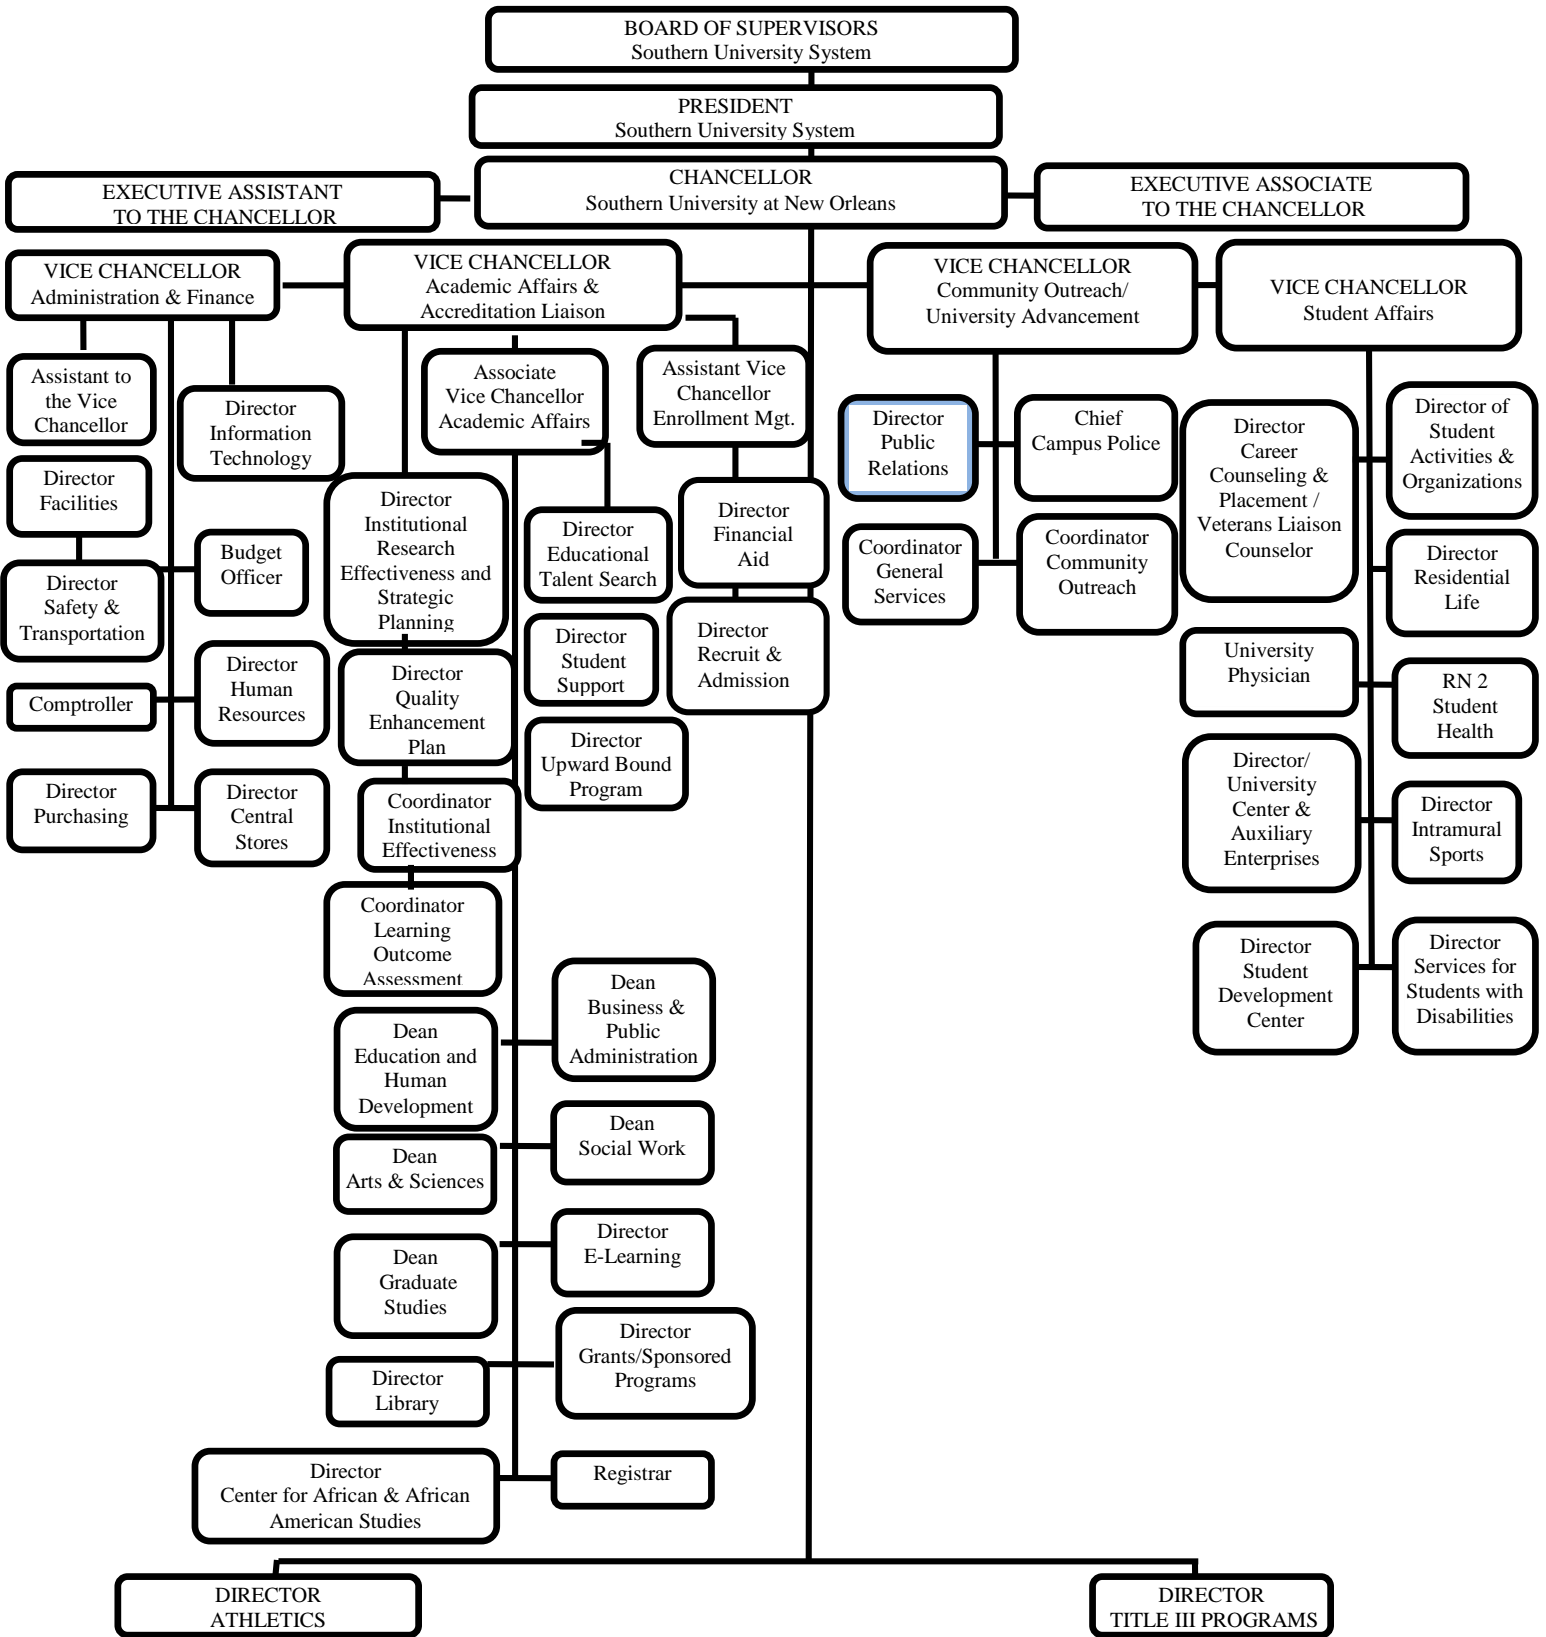 BOARD OF SUPERVISORS
Southern University System
PRESIDENT
Southern University System
CHANCELLOR
Southern University at New Orleans
EXECUTIVE ASSISTANT
TO THE CHANCELLOR
EXECUTIVE ASSOCIATE
TO THE CHANCELLOR
VICE CHANCELLOR
Administration & Finance
VICE CHANCELLOR
Academic Affairs &
Accreditation Liaison
VICE CHANCELLOR
Community Outreach/
University Advancement
VICE CHANCELLOR
Student Affairs
Assistant to
the Vice
Chancellor
Director
Information
Technology
Director
Facilities
Budget
Officer
Director
Safety &
Transportation
Director
Human
Resources
Comptroller
Director
Purchasing
Director
Central
Stores
Associate
Vice Chancellor
Academic Affairs
Assistant Vice
Chancellor
Enrollment Mgt.
Director
Institutional
Research
Effectiveness and
Strategic
Planning
Director
Educational
Talent Search
Director
Financial
Aid
Director
Student
Support
Director
Recruit &
Admission
Director
Quality
Enhancement
Plan
Director
Upward Bound
Program
Coordinator
Institutional
Effectiveness
Coordinator
Learning
Outcome
Assessment
Dean
Business &
Public
Administration
Dean
Education and
Human
Development
Dean
Social Work
Dean
Arts & Sciences
Director
E-Learning
Dean
Graduate
Studies
Director
Grants/Sponsored
Programs
Director
Library
Director
Center for African & African
American Studies
Registrar
Director
Public
Relations
Chief
Campus Police
Coordinator
General
Services
Coordinator
Community
Outreach
Director
Career
Counseling &
Placement /
Veterans Liaison
Counselor
Director of
Student
Activities &
Organizations
Director
Residential
Life
University
Physician
RN 2
Student
Health
Director/
University
Center &
Auxiliary
Enterprises
Director
Intramural
Sports
Director
Student
Development
Center
Director
Services for
Students with
Disabilities
DIRECTOR
ATHLETICS
DIRECTOR
TITLE III PROGRAMS